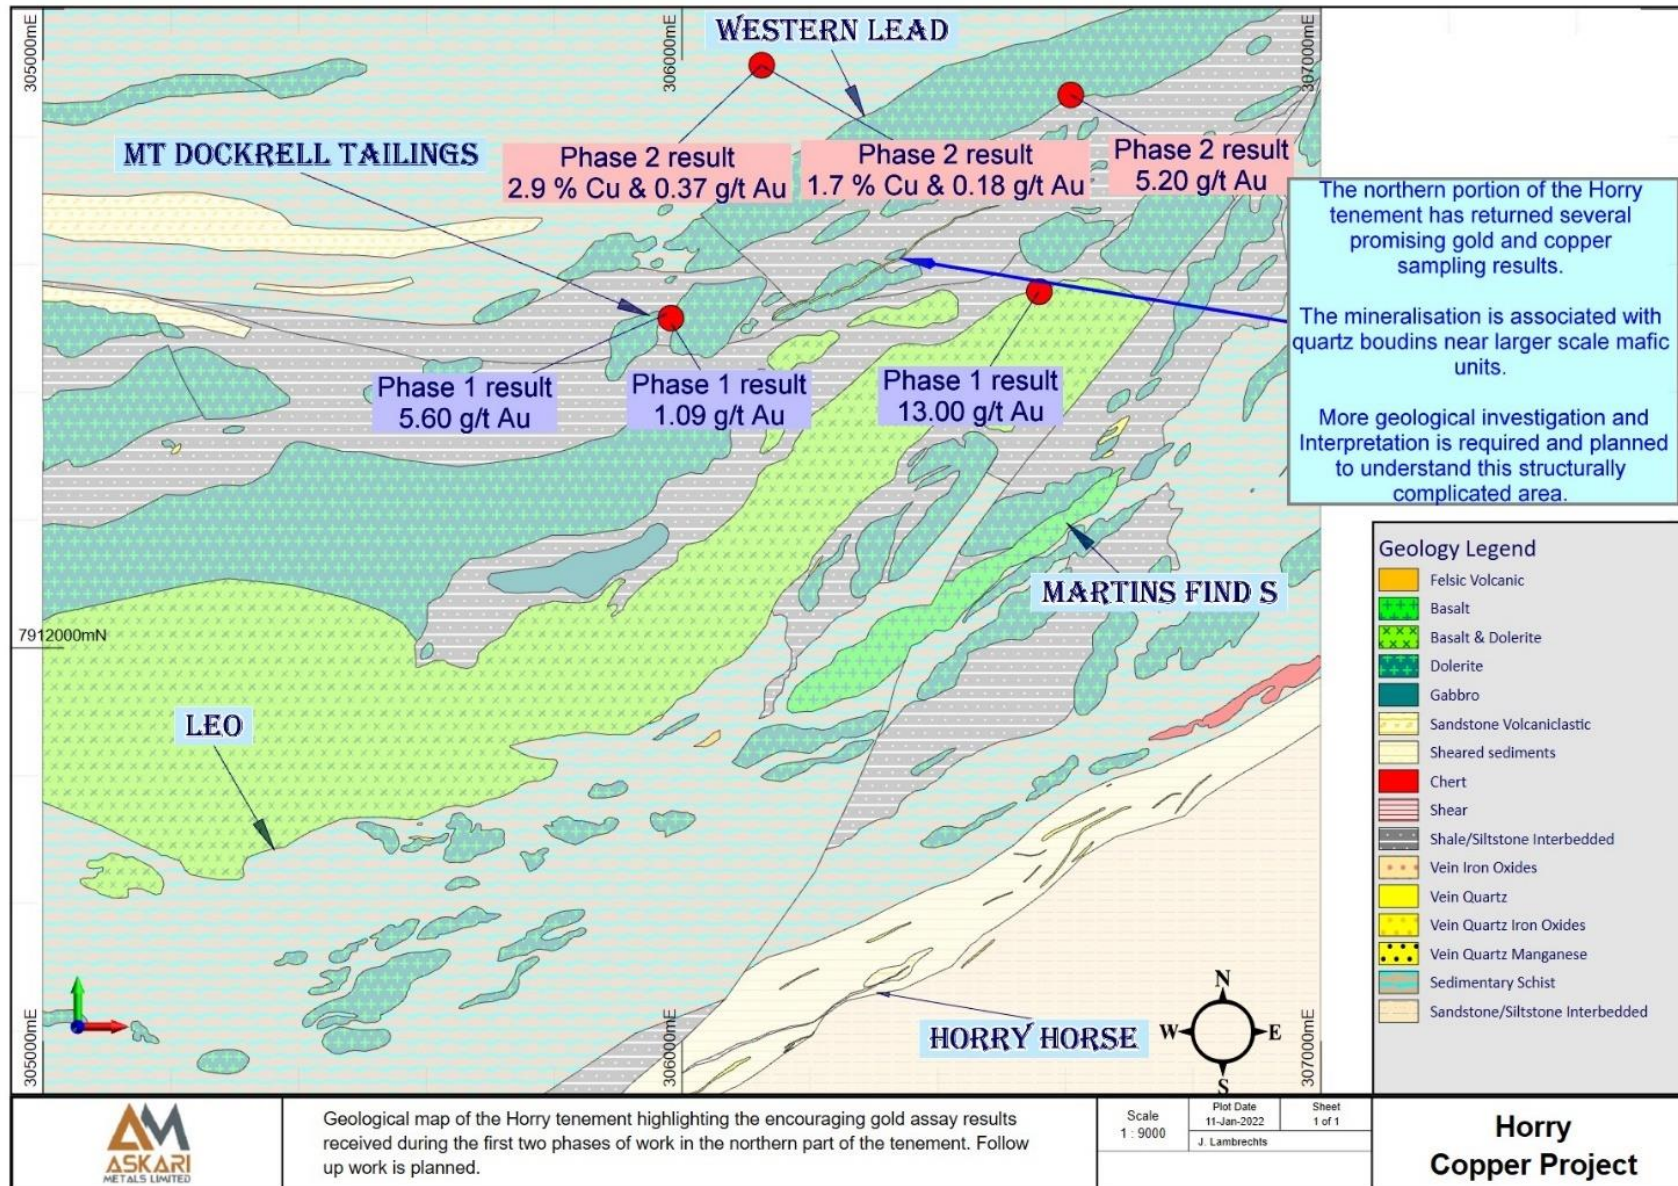 305000mE
306000mE
307000mE
WESTERN LEAD
MT DOCKRELL TAILINGS
Phase 2 result
2.9 % Cu & 0.37 g/t Au
Phase 2 result
1.7 % Cu & 0.18 g/t Au
Phase 2 result
5.20 g/t Au
The northern portion of the Horry
tenement has returned several
promising gold and copper
sampling results.
The mineralisation is associated with
quartz boudins near larger scale mafic
units.
More geological investigation and
Interpretation is required and planned
to understand this structurally
complicated area.
Phase 1 result
5.60 g/t Au
Phase 1 result
1.09 g/t Au
Phase 1 result
13.00 g/t Au
MARTINS FIND S
7912000mN
LEO
HORRY HORSE
N
W
E
S
305000mE
306000mE
307000mE
Geology Legend
Felsic Volcanic
Basalt
Basalt & Dolerite
Dolerite
Gabbro
Sandstone Volcaniclastic
Sheared sediments
Chert
Shear
Shale/Siltstone Interbedded
Vein Iron Oxides
Vein Quartz
Vein Quartz Iron Oxides
Vein Quartz Manganese
Sedimentary Schist
Sandstone/Siltstone Interbedded
AM
ASKARI
METALS LIMITED
Geological map of the Horry tenement highlighting the encouraging gold assay results
received during the first two phases of work in the northern part of the tenement. Follow
up work is planned.
Scale
1 : 9000
Plot Date
11-Jan-2022
Sheet
1 of 1
J. Lambrechts
Horry
Copper Project